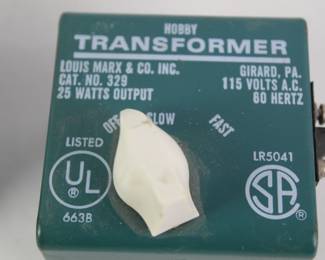 HOBBY
TRANSFORMER
LOUIS MARX & CO. INC. GIRARD, PA.
CAT. NO. 329 115 VOLTS A.C.
25 WATTS OUTPUT 60 HERTZ
OFF SLOW FAST
LISTED LR5041
UL ® SA
663B